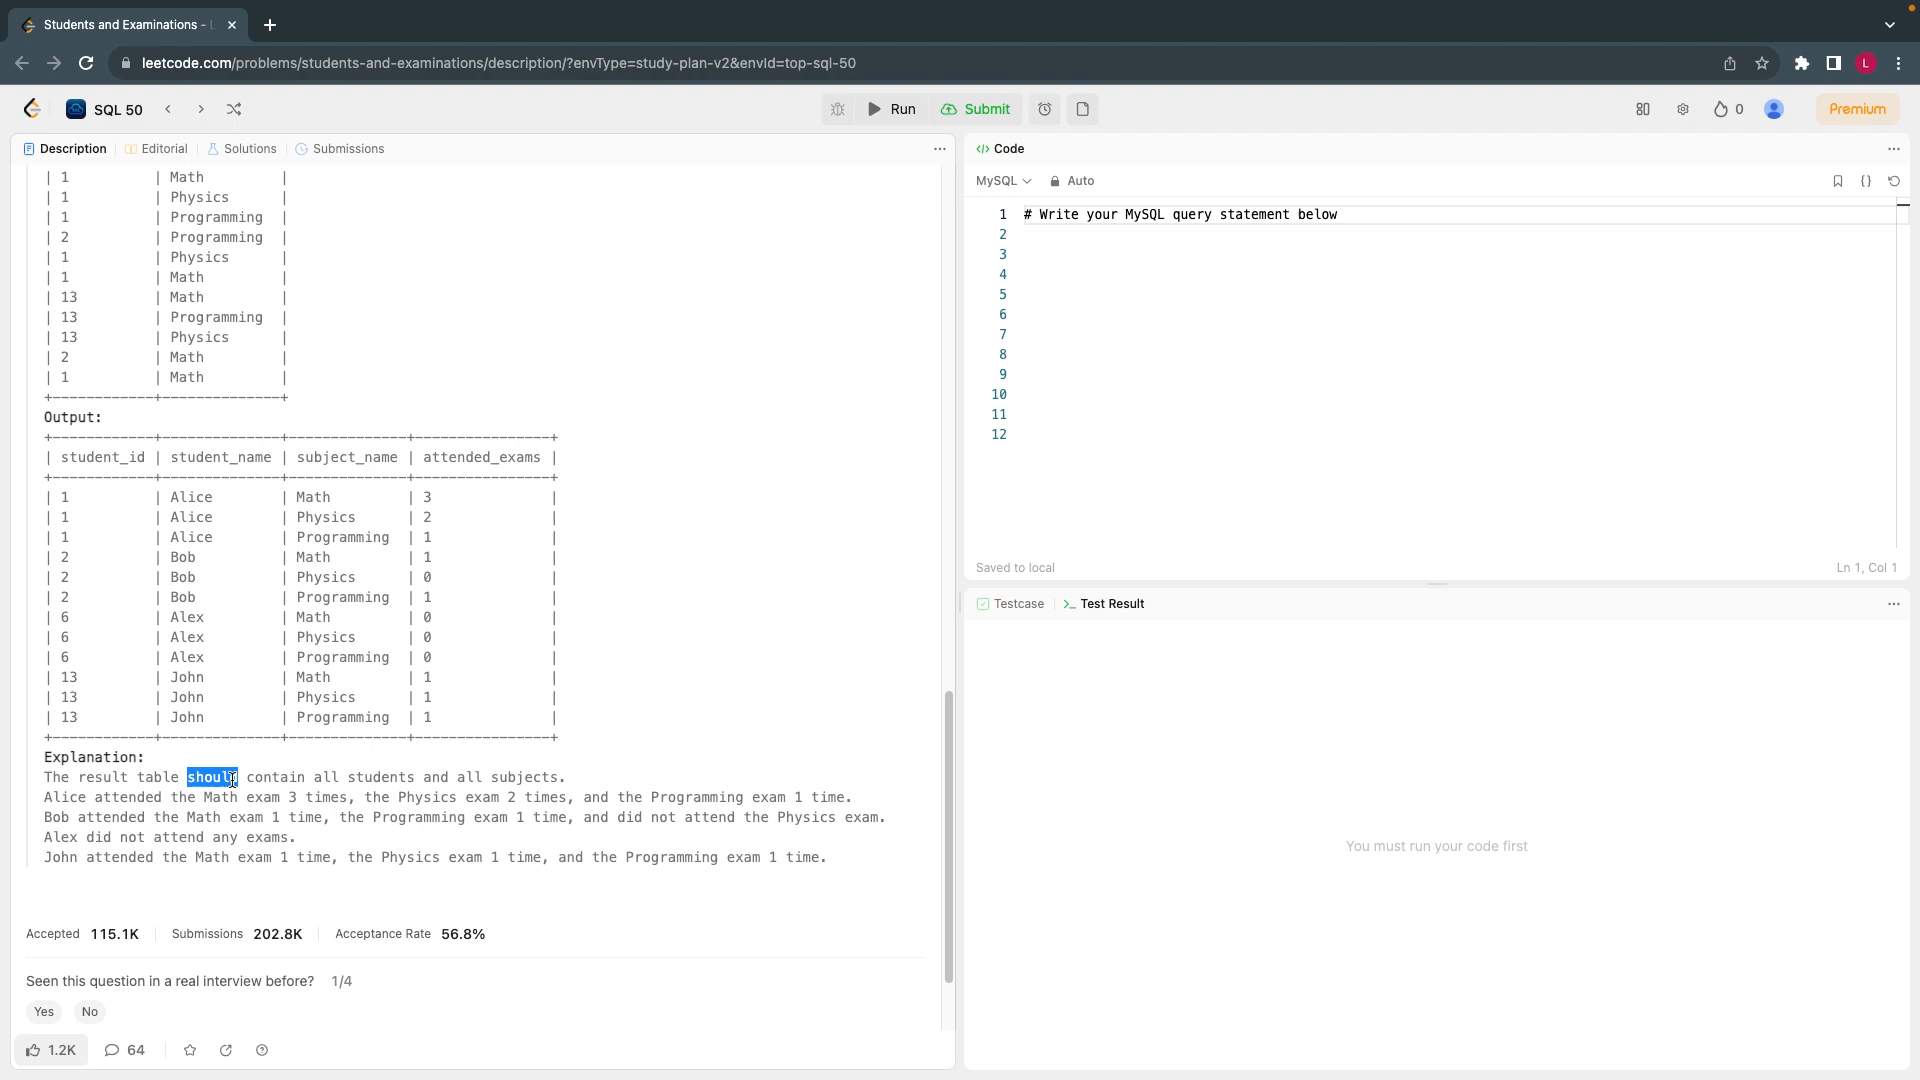 Students and Examinations -
leetcode.com/problems/students-and-examinations/description/?envType=study-plan-v2&envId=top-sql-50
L
SQL 50
Run
Submit
0
Premium
Description
Editorial
Solutions
Submissions
| 1 | Math |
| 1 | Physics |
| 1 | Programming |
| 2 | Programming |
| 1 | Physics |
| 1 | Math |
| 13 | Math |
| 13 | Programming |
| 13 | Physics |
| 2 | Math |
| 1 | Math |
+------------+--------------+
Output:
+------------+--------------+--------------+----------------+
| student_id | student_name | subject_name | attended_exams |
+------------+--------------+--------------+----------------+
| 1 | Alice | Math | 3 |
| 1 | Alice | Physics | 2 |
| 1 | Alice | Programming | 1 |
| 2 | Bob | Math | 1 |
| 2 | Bob | Physics | 0 |
| 2 | Bob | Programming | 1 |
| 6 | Alex | Math | 0 |
| 6 | Alex | Physics | 0 |
| 6 | Alex | Programming | 0 |
| 13 | John | Math | 1 |
| 13 | John | Physics | 1 |
| 13 | John | Programming | 1 |
+------------+--------------+--------------+----------------+
Explanation:
The result table should contain all students and all subjects.
Alice attended the Math exam 3 times, the Physics exam 2 times, and the Programming exam 1 time.
Bob attended the Math exam 1 time, the Programming exam 1 time, and did not attend the Physics exam.
Alex did not attend any exams.
John attended the Math exam 1 time, the Physics exam 1 time, and the Programming exam 1 time.
Accepted 115.1K Submissions 202.8K Acceptance Rate 56.8%
Seen this question in a real interview before? 1/4
Yes No
1.2K 64
</> Code
MySQL Auto
{}
1 # Write your MySQL query statement below
2
3
4
5
6
7
8
9
10
11
12
Saved to local
Ln 1, Col 1
Testcase
>_ Test Result
You must run your code first